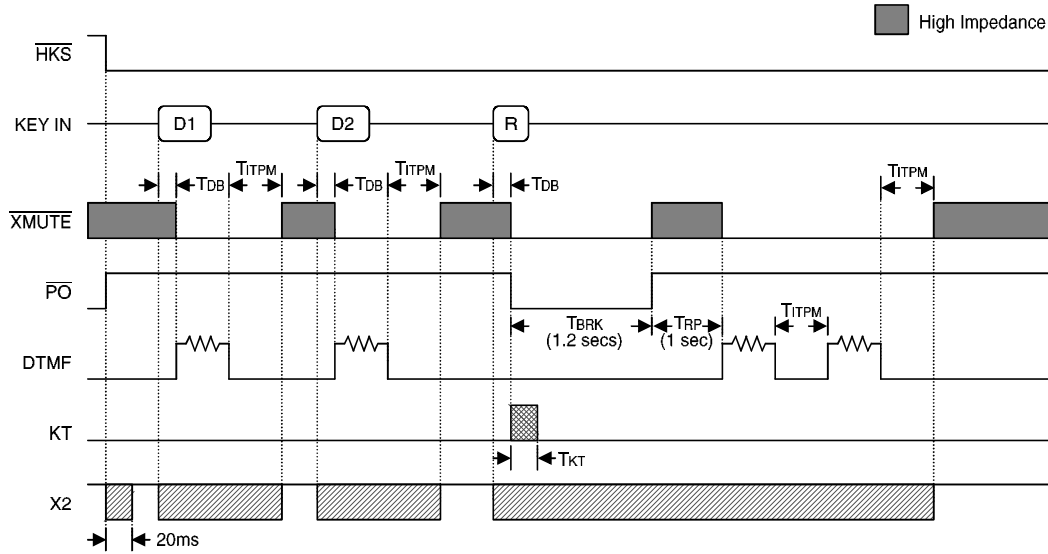 High Impedance
HKS
KEY IN
D1
D2
R
TDB
TITPM
TDB
TITPM
TDB
TITPM
XMUTE
PO
TBRK
(1.2 secs)
TRP
(1 sec)
TITPM
DTMF
KT
TKT
X2
20ms